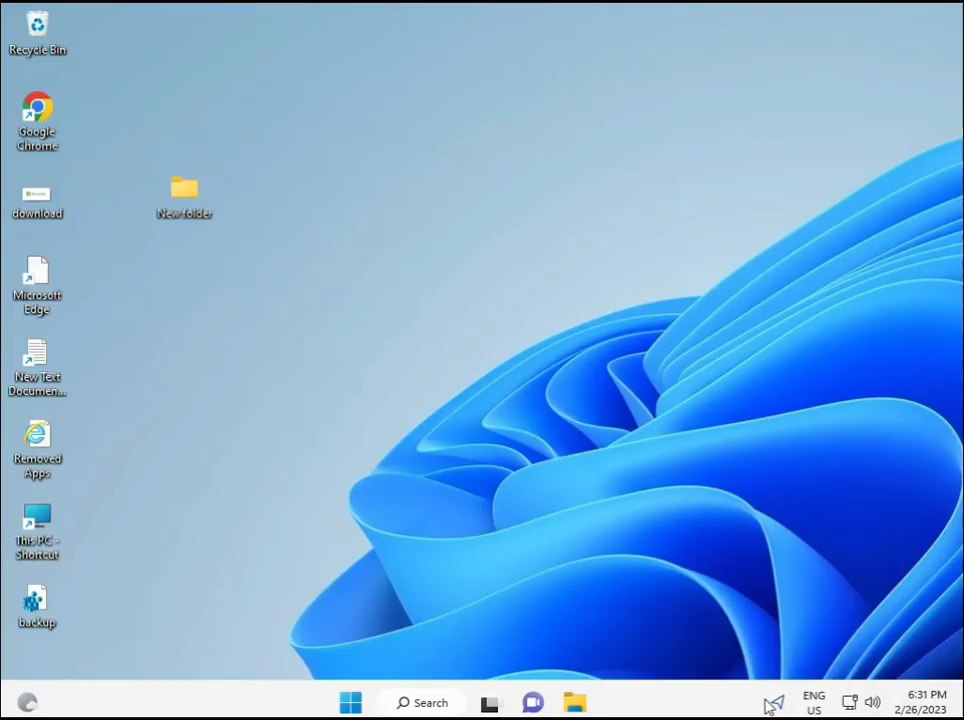 Recycle Bin
Google
Chrome
download
New folder
Microsoft
Edge
New Text
Documen...
Removed
Apps
This PC -
Shortcut
backup
Search
ENG
US
6:31 PM
2/26/2023